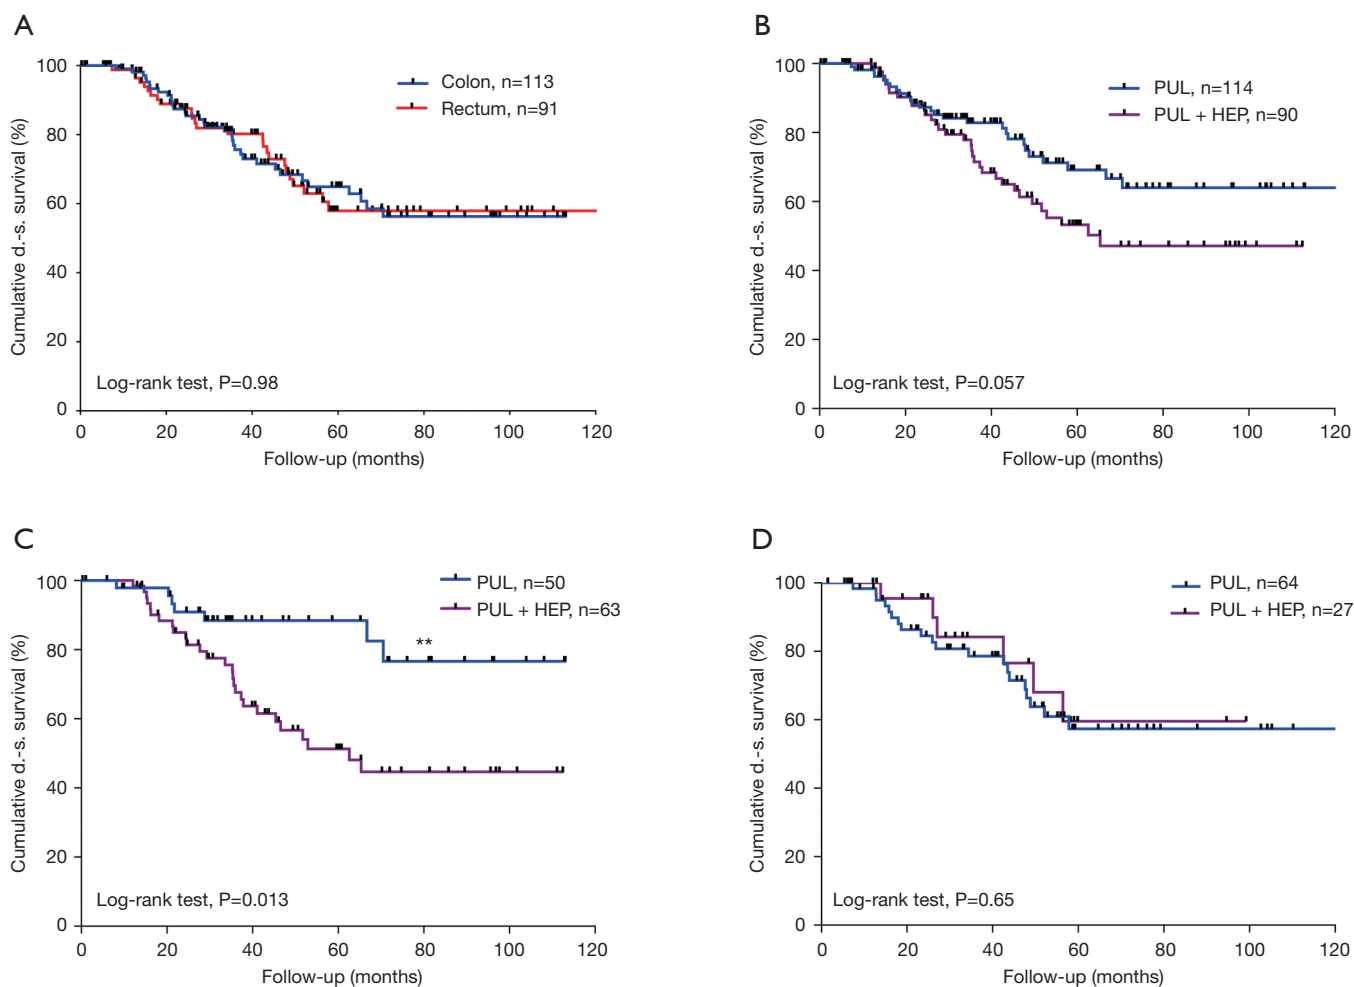 A
100
80
60
40
20
0
Cumulative d.-s. survival (%)
Colon, n=113
Rectum, n=91
Log-rank test, P=0.98
0 20 40 60 80 100 120
Follow-up (months)
B
100
80
60
40
20
0
Cumulative d.-s. survival (%)
PUL, n=114
PUL + HEP, n=90
Log-rank test, P=0.057
0 20 40 60 80 100 120
Follow-up (months)
C
100
80
60
40
20
0
Cumulative d.-s. survival (%)
PUL, n=50
PUL + HEP, n=63
**
Log-rank test, P=0.013
0 20 40 60 80 100 120
Follow-up (months)
D
100
80
60
40
20
0
Cumulative d.-s. survival (%)
PUL, n=64
PUL + HEP, n=27
Log-rank test, P=0.65
0 20 40 60 80 100 120
Follow-up (months)